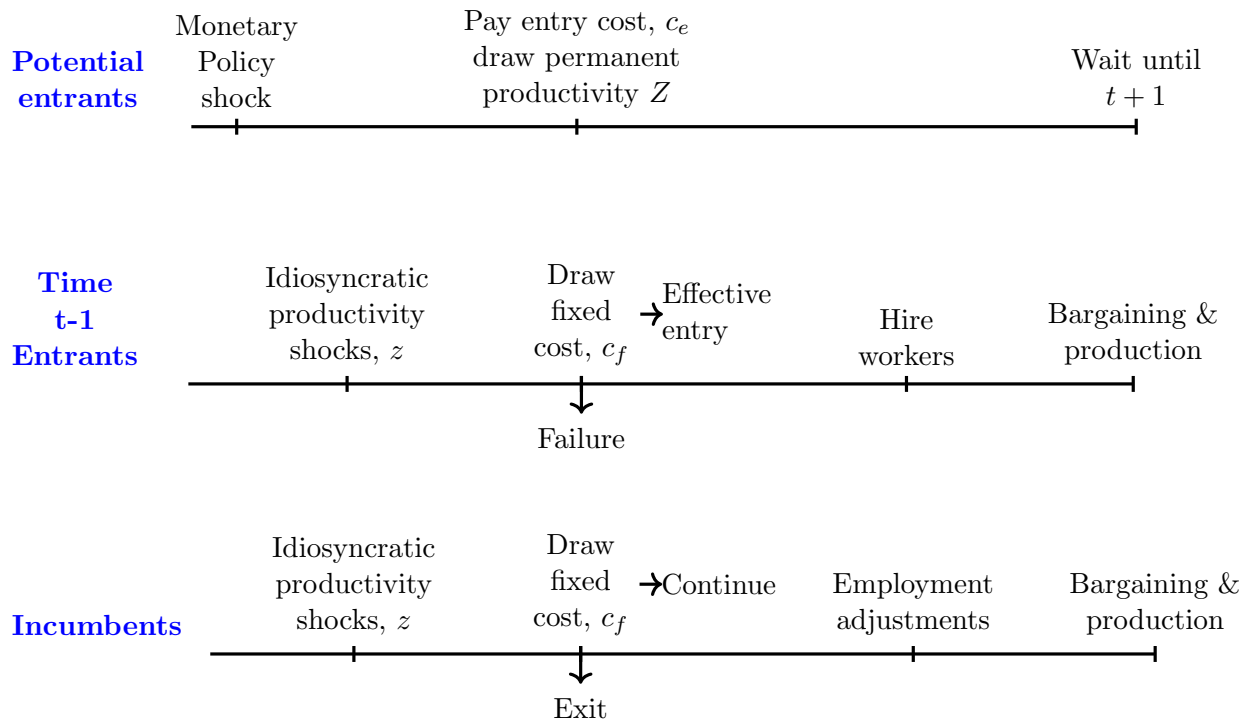 Potential
entrants
Monetary
Policy
shock
Pay entry cost, c_e
draw permanent
productivity Z
Wait until
t + 1
Time
t-1
Entrants
Idiosyncratic
productivity
shocks, z
Draw
fixed
cost, c_f
Effective
entry
Failure
Hire
workers
Bargaining &
production
Incumbents
Idiosyncratic
productivity
shocks, z
Draw
fixed
cost, c_f
Continue
Exit
Employment
adjustments
Bargaining &
production